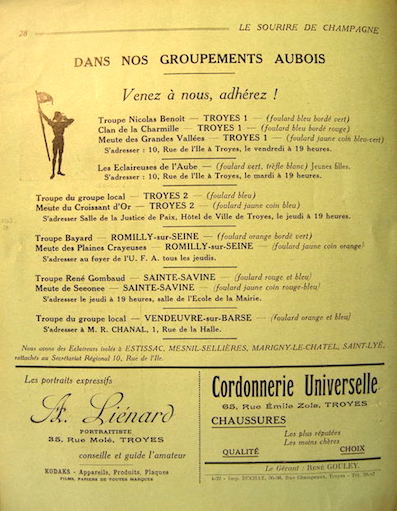 28
LE SOURIRE DE CHAMPAGNE
DANS NOS GROUPEMENTS AUBOIS
Venez à nous, adhérez !
Troupe Nicolas Benoit — TROYES 1 — (foulard bleu bordé vert)
Clan de la Charmille — TROYES 1 — (foulard bleu bordé rouge)
Meute des Grandes Vallées — TROYES 1 — (foulard jaune coin bleu-vert)
S'adresser : 10, Rue de l'Ile à Troyes, le vendredi à 19 heures.
Les Eclaireuses de l'Aube — (foulard vert, trèfle blanc) Jeunes filles.
S'adresser : 10, Rue de l'Ile à Troyes, le mardi à 19 heures.
Troupe du groupe local — TROYES 2 — (foulard bleu)
Meute du Croissant d'Or — TROYES 2 — (foulard jaune coin bleu)
S'adresser Salle de la Justice de Paix, Hôtel de Ville de Troyes, le jeudi à 19 heures.
Troupe Bayard — ROMILLY-sur-SEINE — (foulard orange bordé vert)
Meute des Plaines Crayeuses — ROMILLY-sur-SEINE — (foulard jaune coin orange)
S'adresser au foyer de l'U. F. A. tous les jeudis.
Troupe René Gombaud — SAINTE-SAVINE — (foulard rouge et bleu)
Meute de Seeonee — SAINTE-SAVINE — (foulard jaune coin rouge-bleu)
S'adresser le jeudi à 19 heures, salle de l'Ecole de la Mairie.
Troupe du groupe local — VENDEUVRE-sur-BARSE — (foulard orange et bleu)
S'adresser à M. R. CHANAL, 1, Rue de la Halle.
Nous avons des Eclaireurs isolés à ESTISSAC, MESNIL-SELLIÈRES, MARIGNY-LE-CHATEL, SAINT-LYÉ,
rattachés au Secrétariat Régional 10, Rue de l'Ile.
Les portraits expressifs
Liénard
PORTRAITISTE
35, Rue Molé, TROYES
conseille et guide l'amateur
KODAKS - Appareils, Produits, Plaques
FILMS, PAPIERS DE TOUTES MARQUES
Cordonnerie Universelle
65, Rue Émile Zola, TROYES
CHAUSSURES
Les plus réputées
Les moins chères
QUALITÉ
CHOIX
Le Gérant : RENÉ GOULEY.
Imp.
Rue Champeaux, Troyes - Tél.